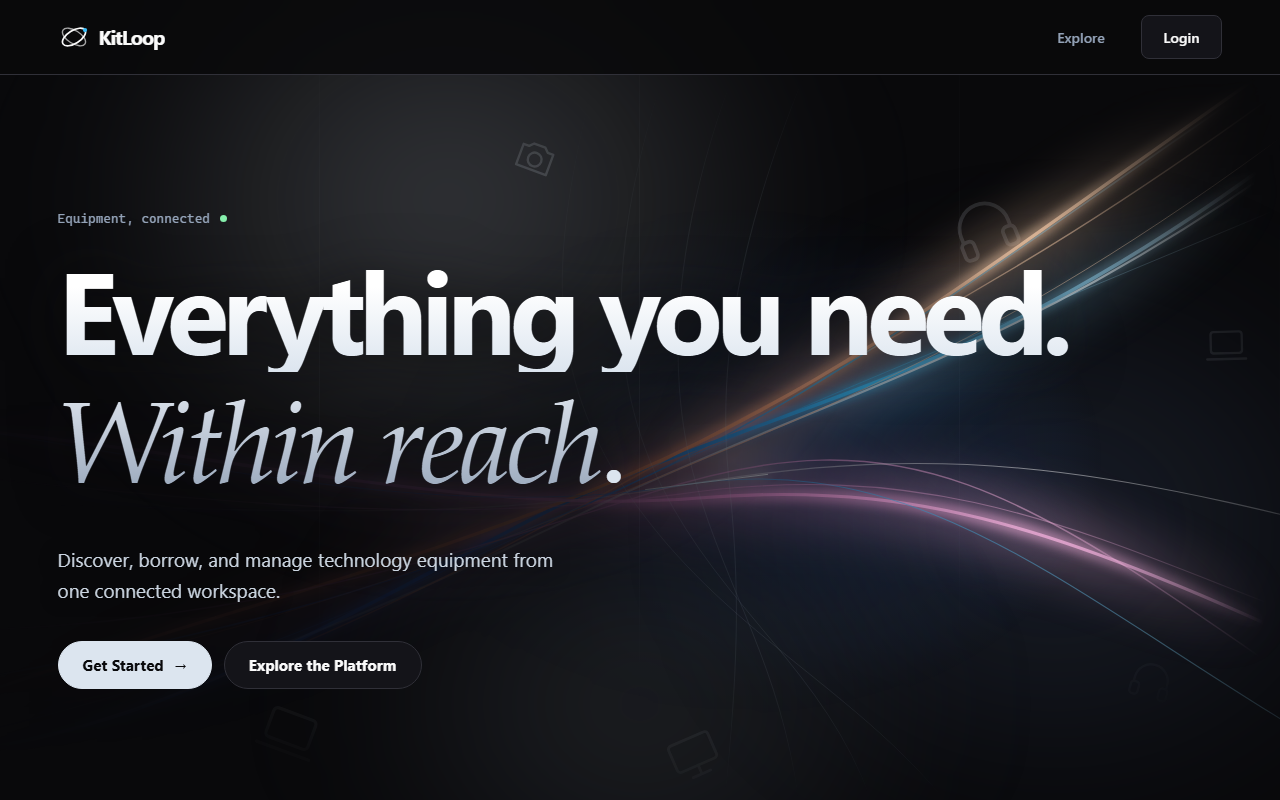 KitLoop
Explore
Login
Equipment, connected
Everything you need.
Within reach.
Discover, borrow, and manage technology equipment from
one connected workspace.
Get Started →
Explore the Platform